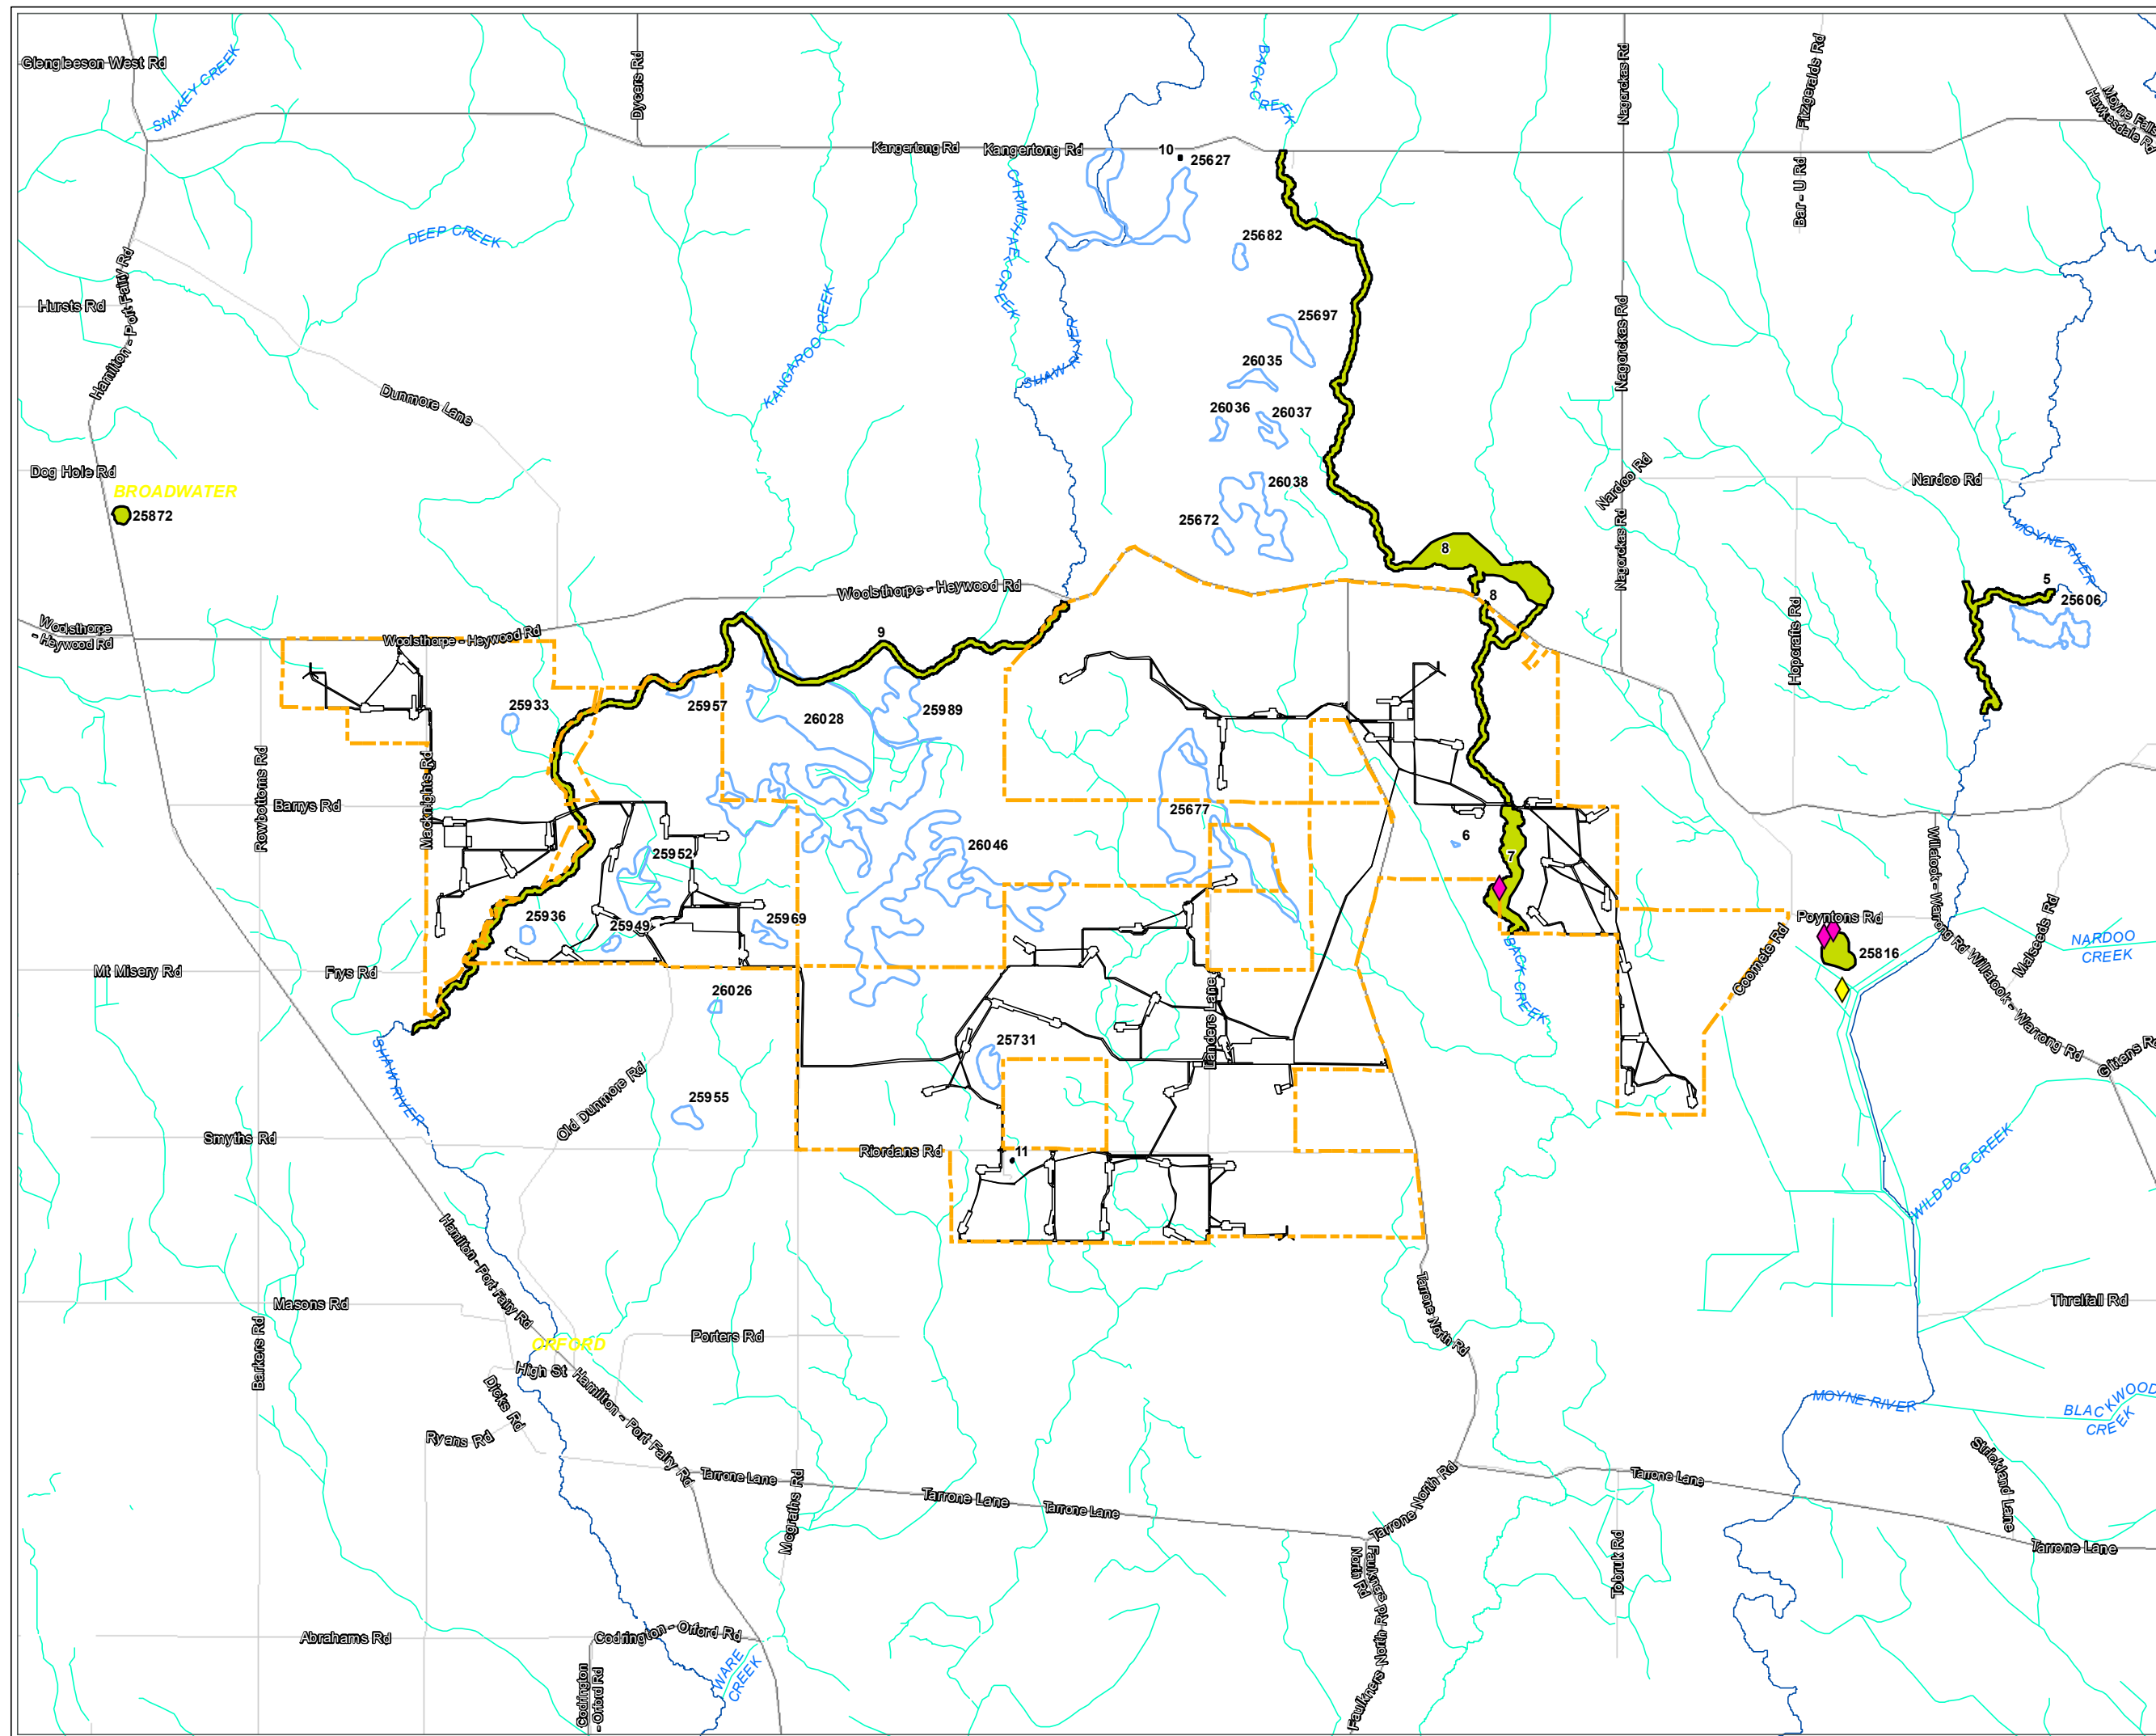 Glengleeson West Rd
SNAKEY CREEK
Dycers Rd
BACK CREEK
Nagorckas Rd
Fitzgeralds Rd
Moyne Falls
Hawkesdale Rd
Kangertong Rd
Kangertong Rd
10
25627
Bar - U Rd
CARMICHAEL CREEK
DEEP CREEK
25682
Hamilton - Port Fairy Rd
Hursts Rd
KANGAROO CREEK
SHAW RIVER
25697
Nagorckas Rd
26035
Dunmore Lane
26036
26037
Dog Hole Rd
BROADWATER
25872
26038
25672
Nardoo Rd
Nardoo Rd
Nagorckas Rd
MOYNE RIVER
8
8
5
25606
Woolsthorpe - Heywood Rd
Woolsthorpe
- Heywood Rd
Woolsthorpe - Heywood Rd
9
Hopcrafts Rd
25933
25957
26028
25989
Rowbottoms Rd
Macknights Rd
Barrys Rd
25677
6
7
25952
26046
Willatook - Warrong Rd
Malseeds Rd
25936
25949
25969
Poyntons Rd
25816
NARDOO
CREEK
Coomete Rd
BACK CREEK
Mt Misery Rd
Frys Rd
26026
25731
Landers Lane
Willatook - Warrong Rd
Gittens Rd
SHAW RIVER
Old Dunmore Rd
25955
Smyths Rd
Riordans Rd
11
WILD DOG CREEK
Hamilton - Port Fairy Rd
Masons Rd
Barkers Rd
ORFORD
Porters Rd
High St
Hamilton - Port Fairy Rd
Dicks Rd
Ryans Rd
Tarrone North Rd
Threlfall Rd
MOYNE RIVER
BLACKWOOD
CREEK
Strickland Lane
Tarrone Lane
Mcgraths Rd
Tarrone Lane
Tarrone Lane
Tarrone North Rd
Tarrone Lane
Tarrone Lane
Faulkners North Rd
Tobruk Rd
Abrahams Rd
Codrington - Orford Rd
Codrington
- Orford Rd
WARE
CREEK
Faulkners North Rd